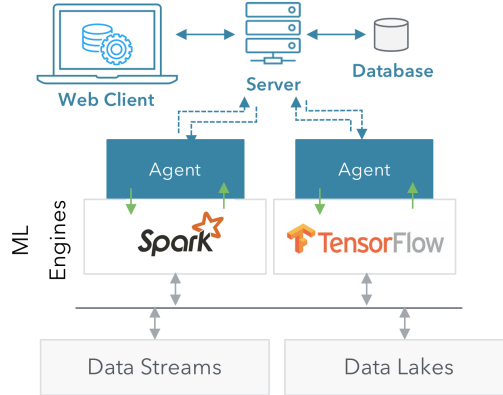 Web Client
Server
Database
Agent
Agent
ML
Engines
Spark
TensorFlow
Data Streams
Data Lakes